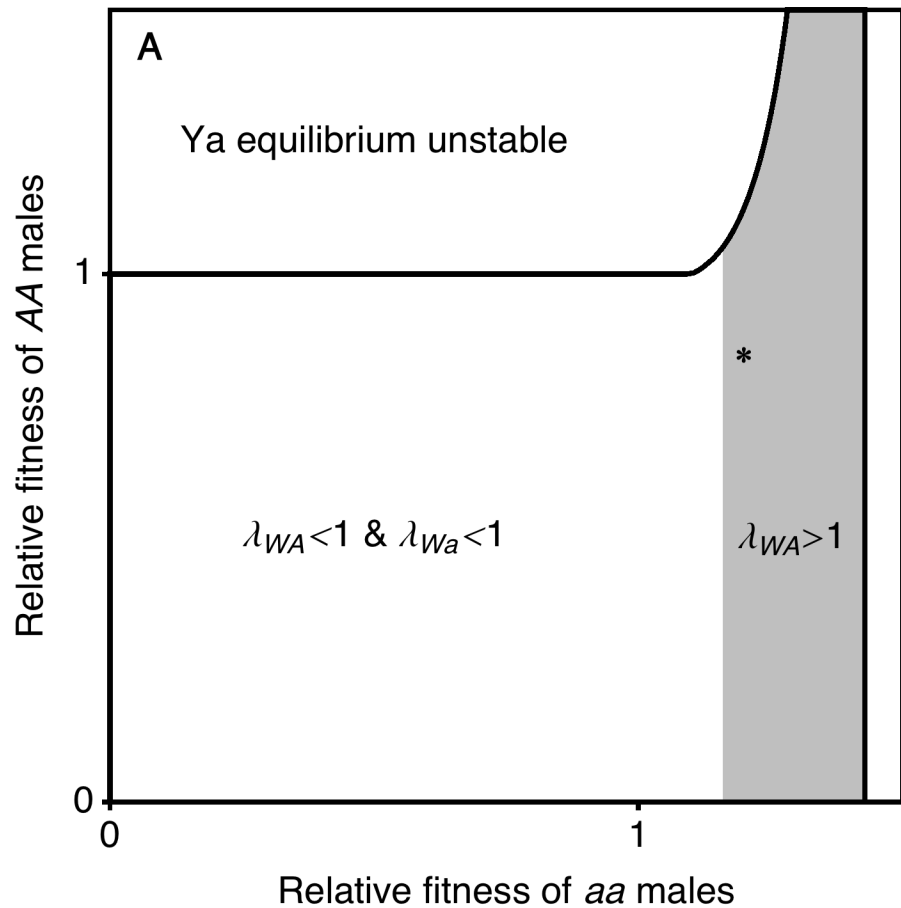 A
Ya equilibrium unstable
Relative fitness of AA males
1
*
λWA<1 & λWa<1
λWA>1
0
0
1
Relative fitness of aa males